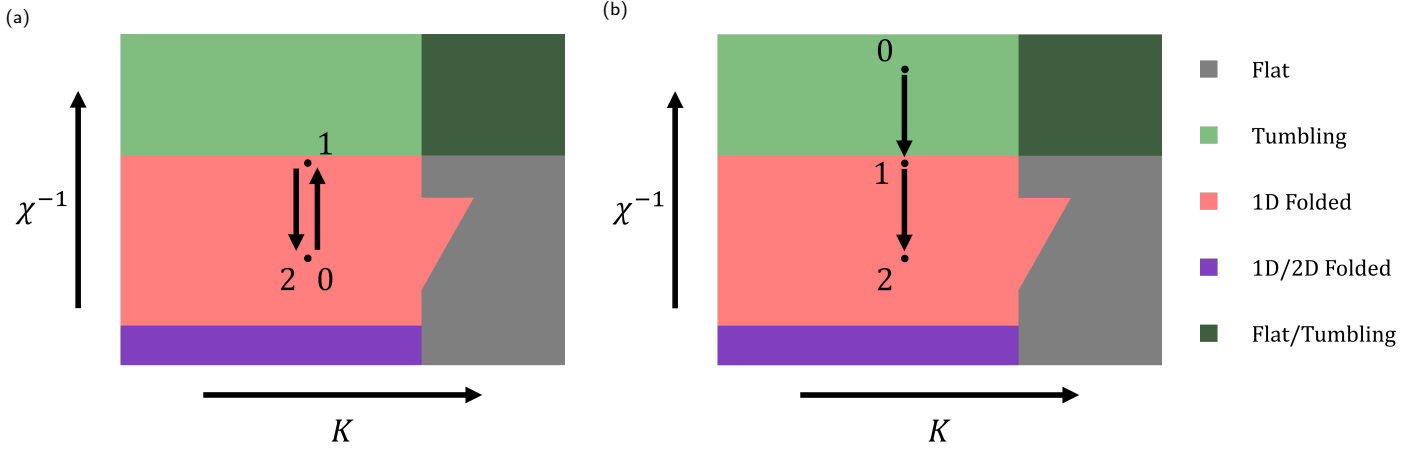 (a)
1
2 0
χ⁻¹
K
(b)
0
1
2
χ⁻¹
K
Flat
Tumbling
1D Folded
1D/2D Folded
Flat/Tumbling